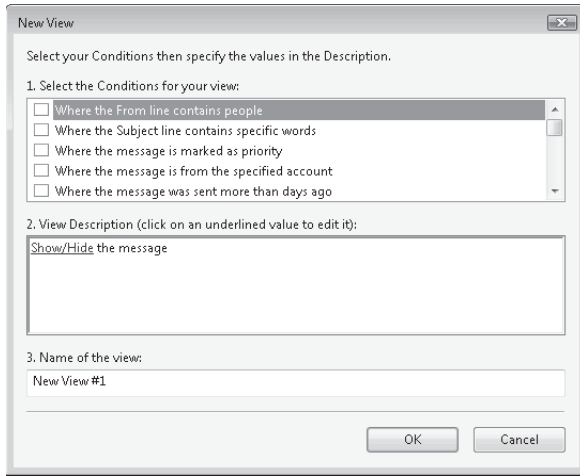 New View
Select your Conditions then specify the values in the Description.
1. Select the Conditions for your view:
Where the From line contains people
Where the Subject line contains specific words
Where the message is marked as priority
Where the message is from the specified account
Where the message was sent more than days ago
2. View Description (click on an underlined value to edit it):
Show/Hide the message
3. Name of the view:
New View #1
OK
Cancel